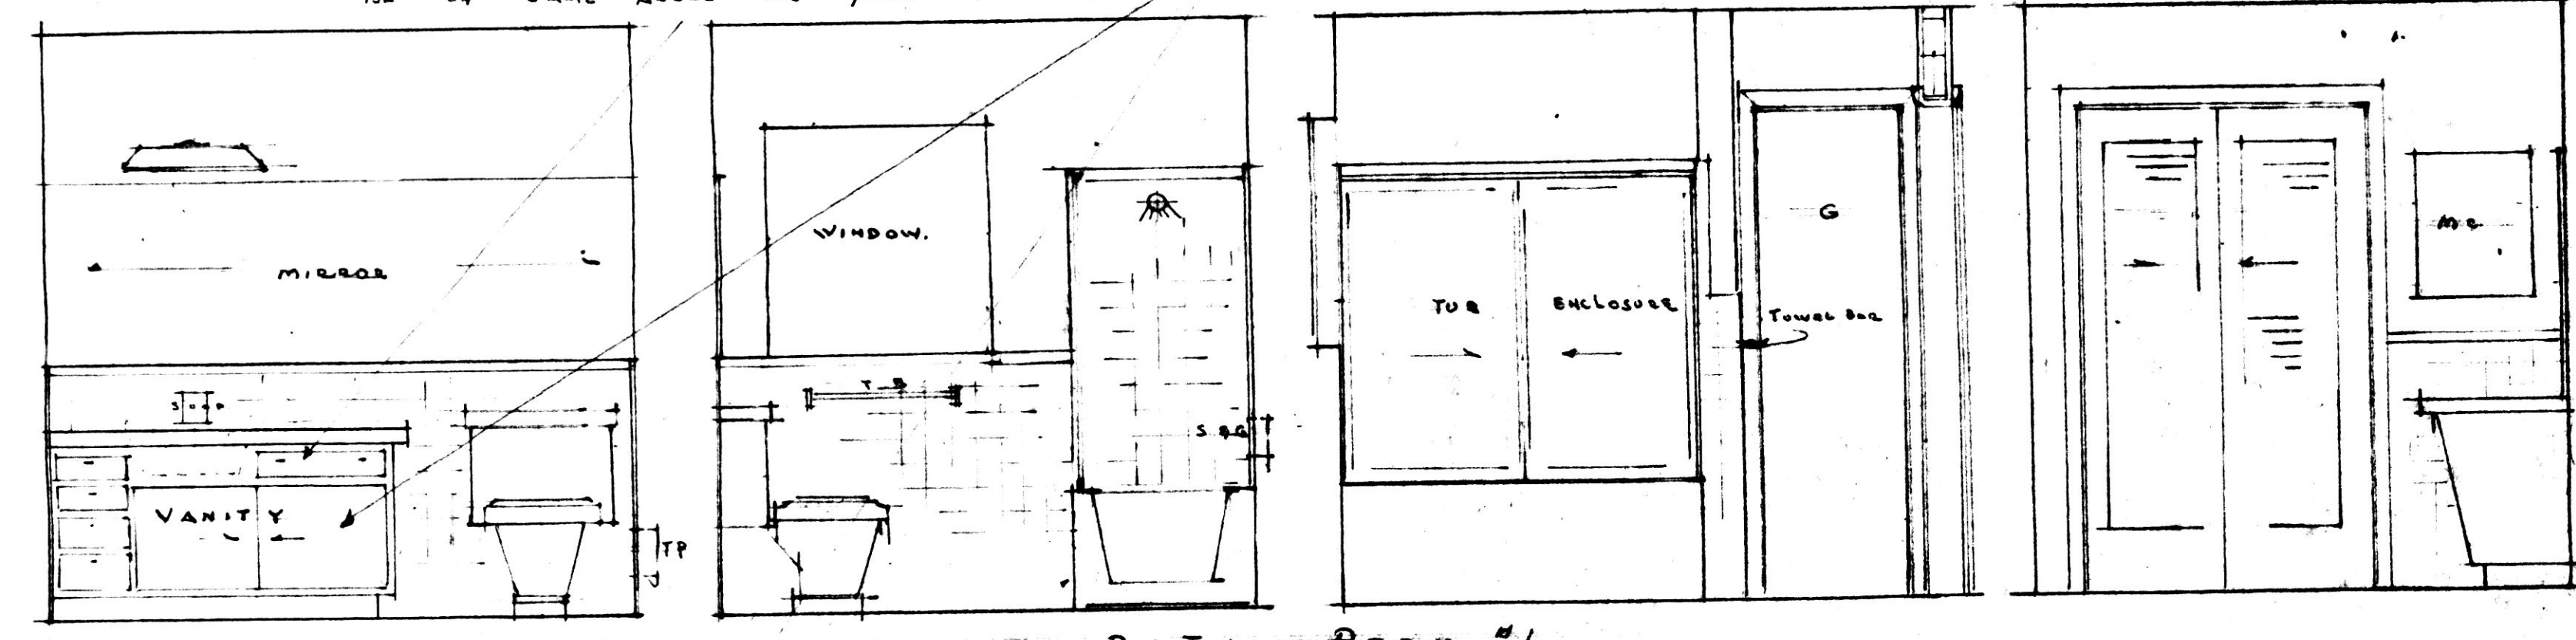 MIRROR
SOAP
VANITY
TP
WINDOW.
T B
S & G
TUB ENCLOSURE
G
TOWEL BAR
MC